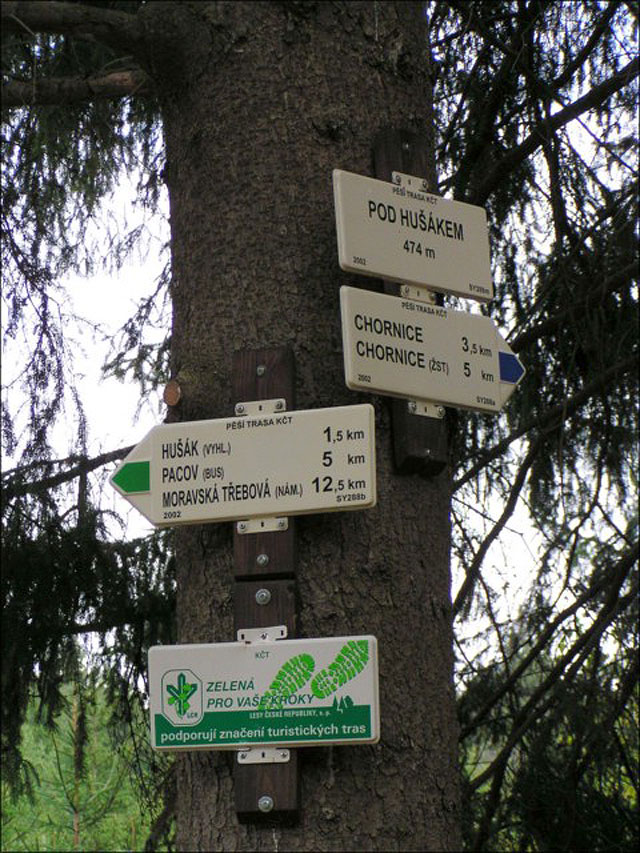 PĚŠÍ TRASA KČT
POD HUŠÁKEM
474 m
2002 SY288m
PĚŠÍ TRASA KČT
CHORNICE 3,5 km
CHORNICE (ŽST) 5 km
2002 SY288a
PĚŠÍ TRASA KČT
HUŠÁK (VYHL.) 1,5 km
PACOV (BUS) 5 km
MORAVSKÁ TŘEBOVÁ (NÁM.) 12,5 km
2002 SY288b
KČT
ZELENÁ
PRO VAŠE KROKY
LČR
LESY ČESKÉ REPUBLIKY, s. p.
podporují značení turistických tras